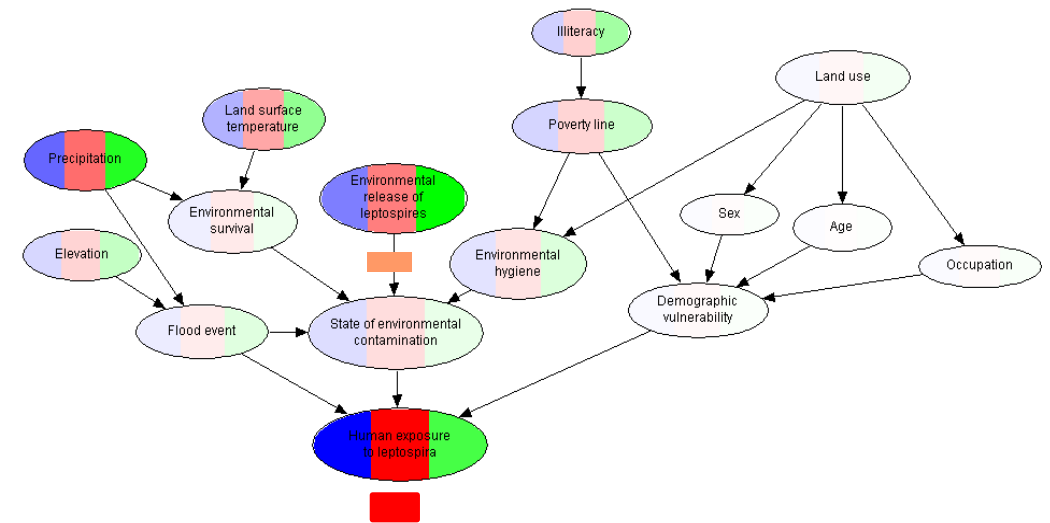 Illiteracy
Land use
Land surface
temperature
Poverty line
Precipitation
Environmental
release of
leptospires
Environmental
survival
Sex
Age
Elevation
Environmental
hygiene
Occupation
Demographic
vulnerability
Flood event
State of environmental
contamination
Human exposure
to leptospira